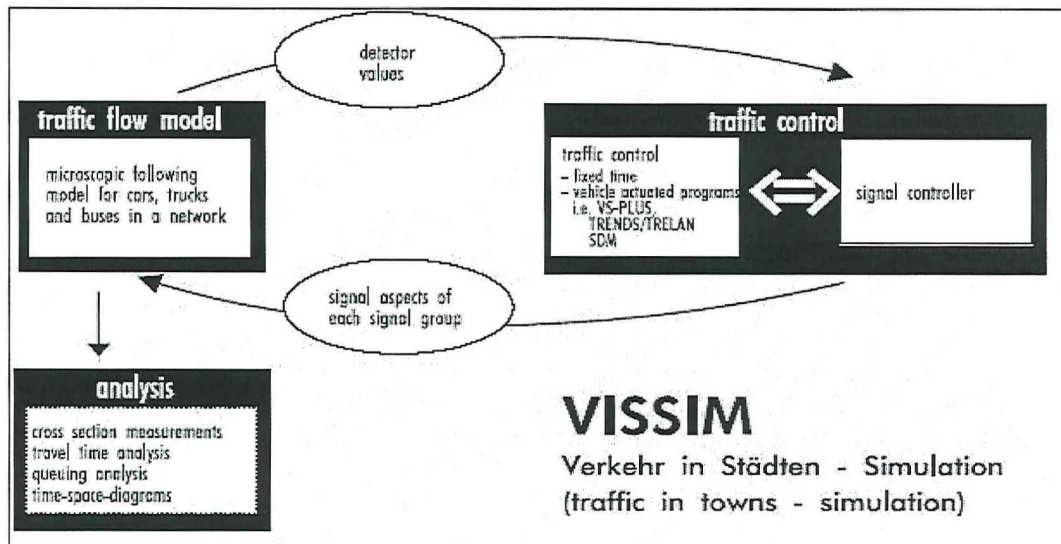 detector
values
traffic flow model
microscopic following
model for cars, trucks
and buses in a network
traffic control
traffic control
- fixed time
- vehicle actuated programs
i.e. VS-PLUS,
TRENDS/TRELAN
SDM
signal controller
signal aspects of
each signal group
analysis
cross section measurements
travel time analysis
queuing analysis
time-space-diagrams
VISSIM
Verkehr in Städten - Simulation
(traffic in towns - simulation)